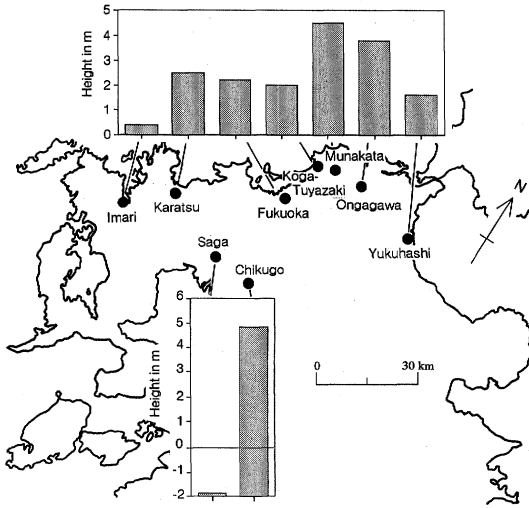 Height in m
5
4
3
2
1
0
Imari
Karatsu
Fukuoka
Koga-
Tuyazaki
Munakata
Ongagawa
Yukuhashi
N
Saga
Chikugo
Height in m
6
5
4
3
2
1
0
-1
-2
0
30 km